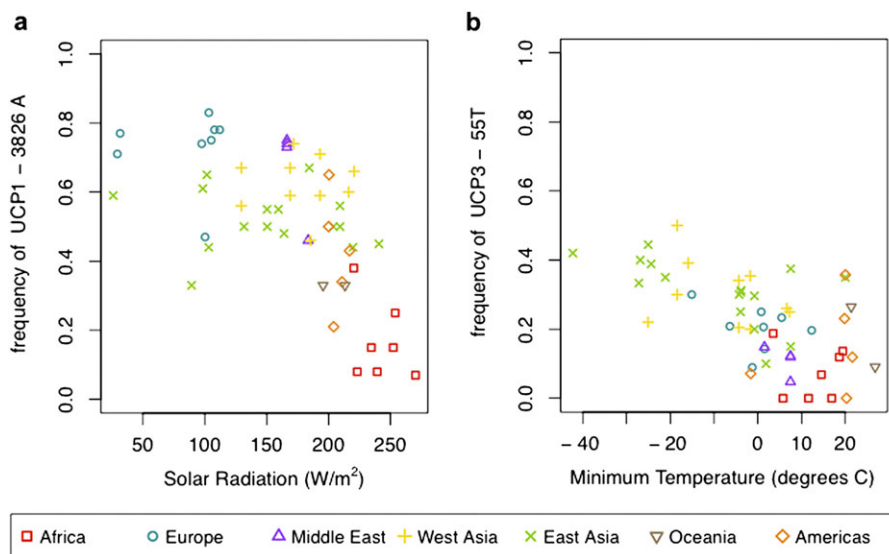 a
frequency of UCP1 − 3826 A
0.0 0.2 0.4 0.6 0.8 1.0
50 100 150 200 250
Solar Radiation (W/m²)
b
frequency of UCP3 − 55T
0.0 0.2 0.4 0.6 0.8 1.0
− 40 − 20 0 10 20
Minimum Temperature (degrees C)
Africa Europe Middle East West Asia East Asia Oceania Americas